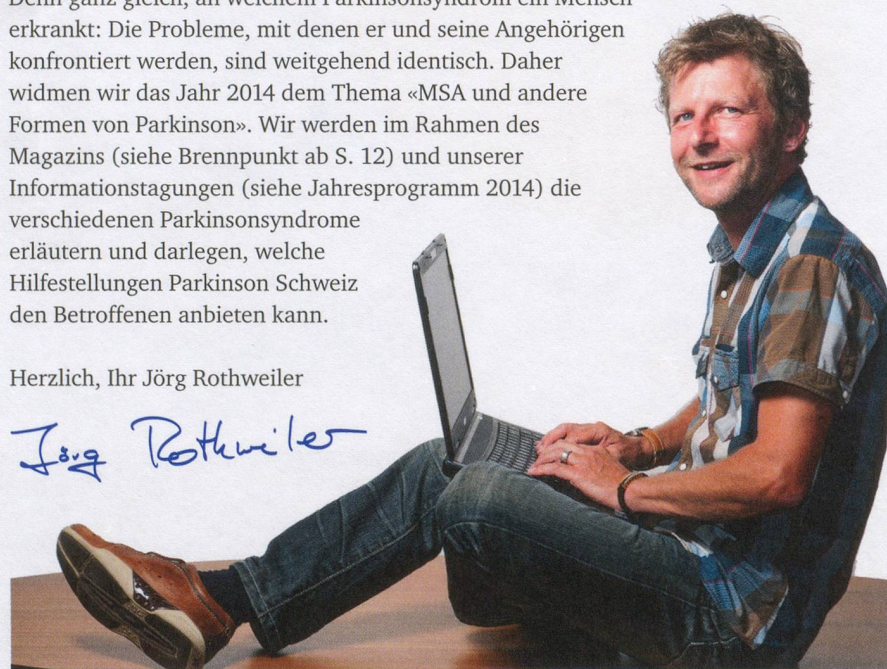 Denn ganz gleich, an welchem Parkinsonsyndrom ein Mensch
erkrankt: Die Probleme, mit denen er und seine Angehörigen
konfrontiert werden, sind weitgehend identisch. Daher
widmen wir das Jahr 2014 dem Thema «MSA und andere
Formen von Parkinson». Wir werden im Rahmen des
Magazins (siehe Brennpunkt ab S. 12) und unserer
Informationstagungen (siehe Jahresprogramm 2014) die
verschiedenen Parkinsonsyndrome
erläutern und darlegen, welche
Hilfestellungen Parkinson Schweiz
den Betroffenen anbieten kann.
Herzlich, Ihr Jörg Rothweiler
Jörg Rothweiler